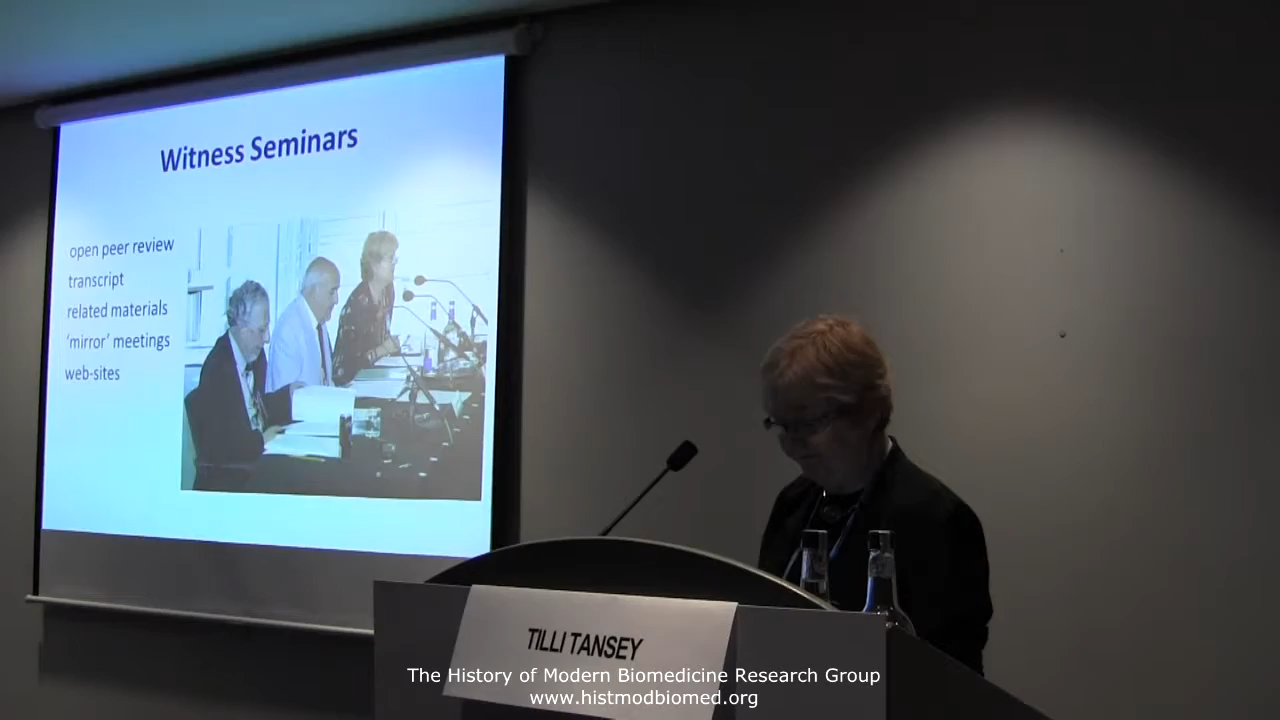 Witness Seminars
open peer review
transcript
related materials
‘mirror’ meetings
web-sites
TILLI TANSEY
The History of Modern Biomedicine Research Group
www.histmodbiomed.org